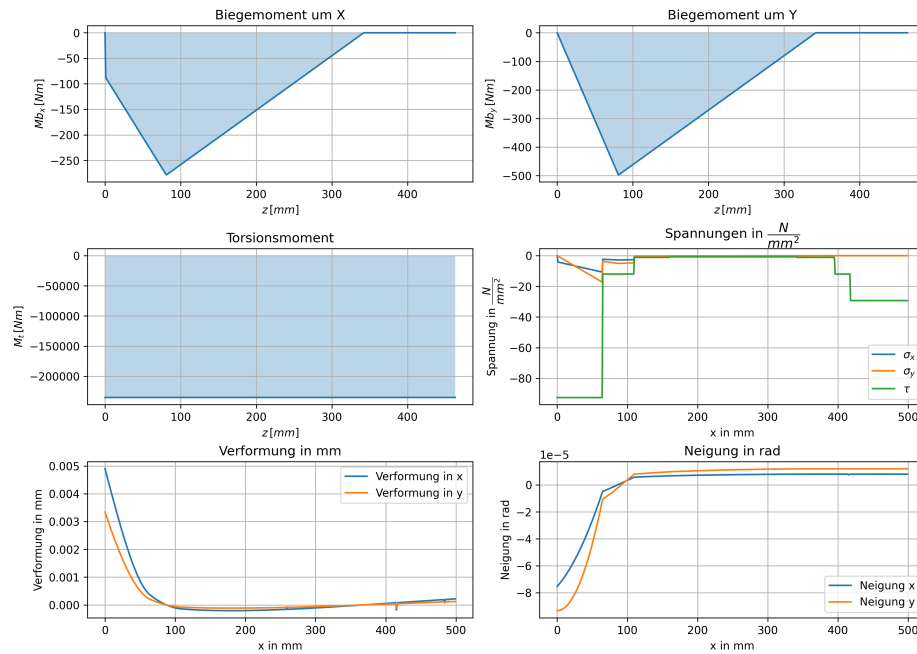 Biegemoment um X
Mb_x [Nm]
0
−50
−100
−150
−200
−250
0 100 200 300 400
z [mm]
Biegemoment um Y
Mb_y [Nm]
0
−100
−200
−300
−400
−500
0 100 200 300 400
z [mm]
Torsionsmoment
M_t [Nm]
0
−50000
−100000
−150000
−200000
0 100 200 300 400
z [mm]
Spannungen in N/mm²
Spannung in N/mm²
0
−20
−40
−60
−80
σ_x
σ_y
τ
0 100 200 300 400 500
x in mm
Verformung in mm
Verformung in mm
0.005
0.004
0.003
0.002
0.001
0.000
Verformung in x
Verformung in y
0 100 200 300 400 500
x in mm
Neigung in rad
1e−5
Neigung in rad
0
−2
−4
−6
−8
Neigung x
Neigung y
0 100 200 300 400 500
x in mm